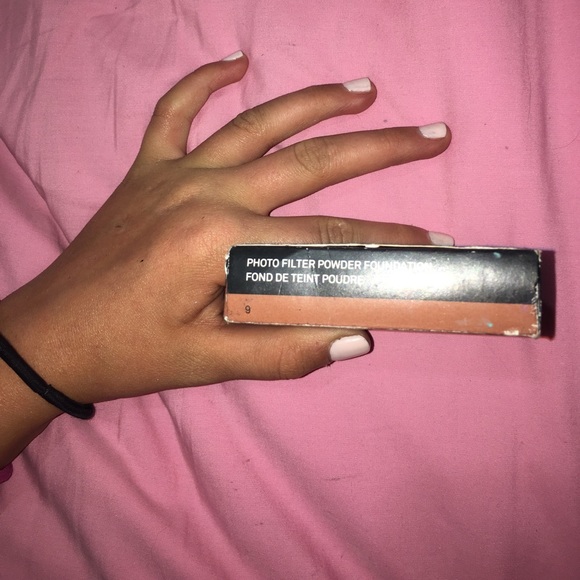 PHOTO FILTER POWDER FOUNDATION
FOND DE TEINT POUDRE
9